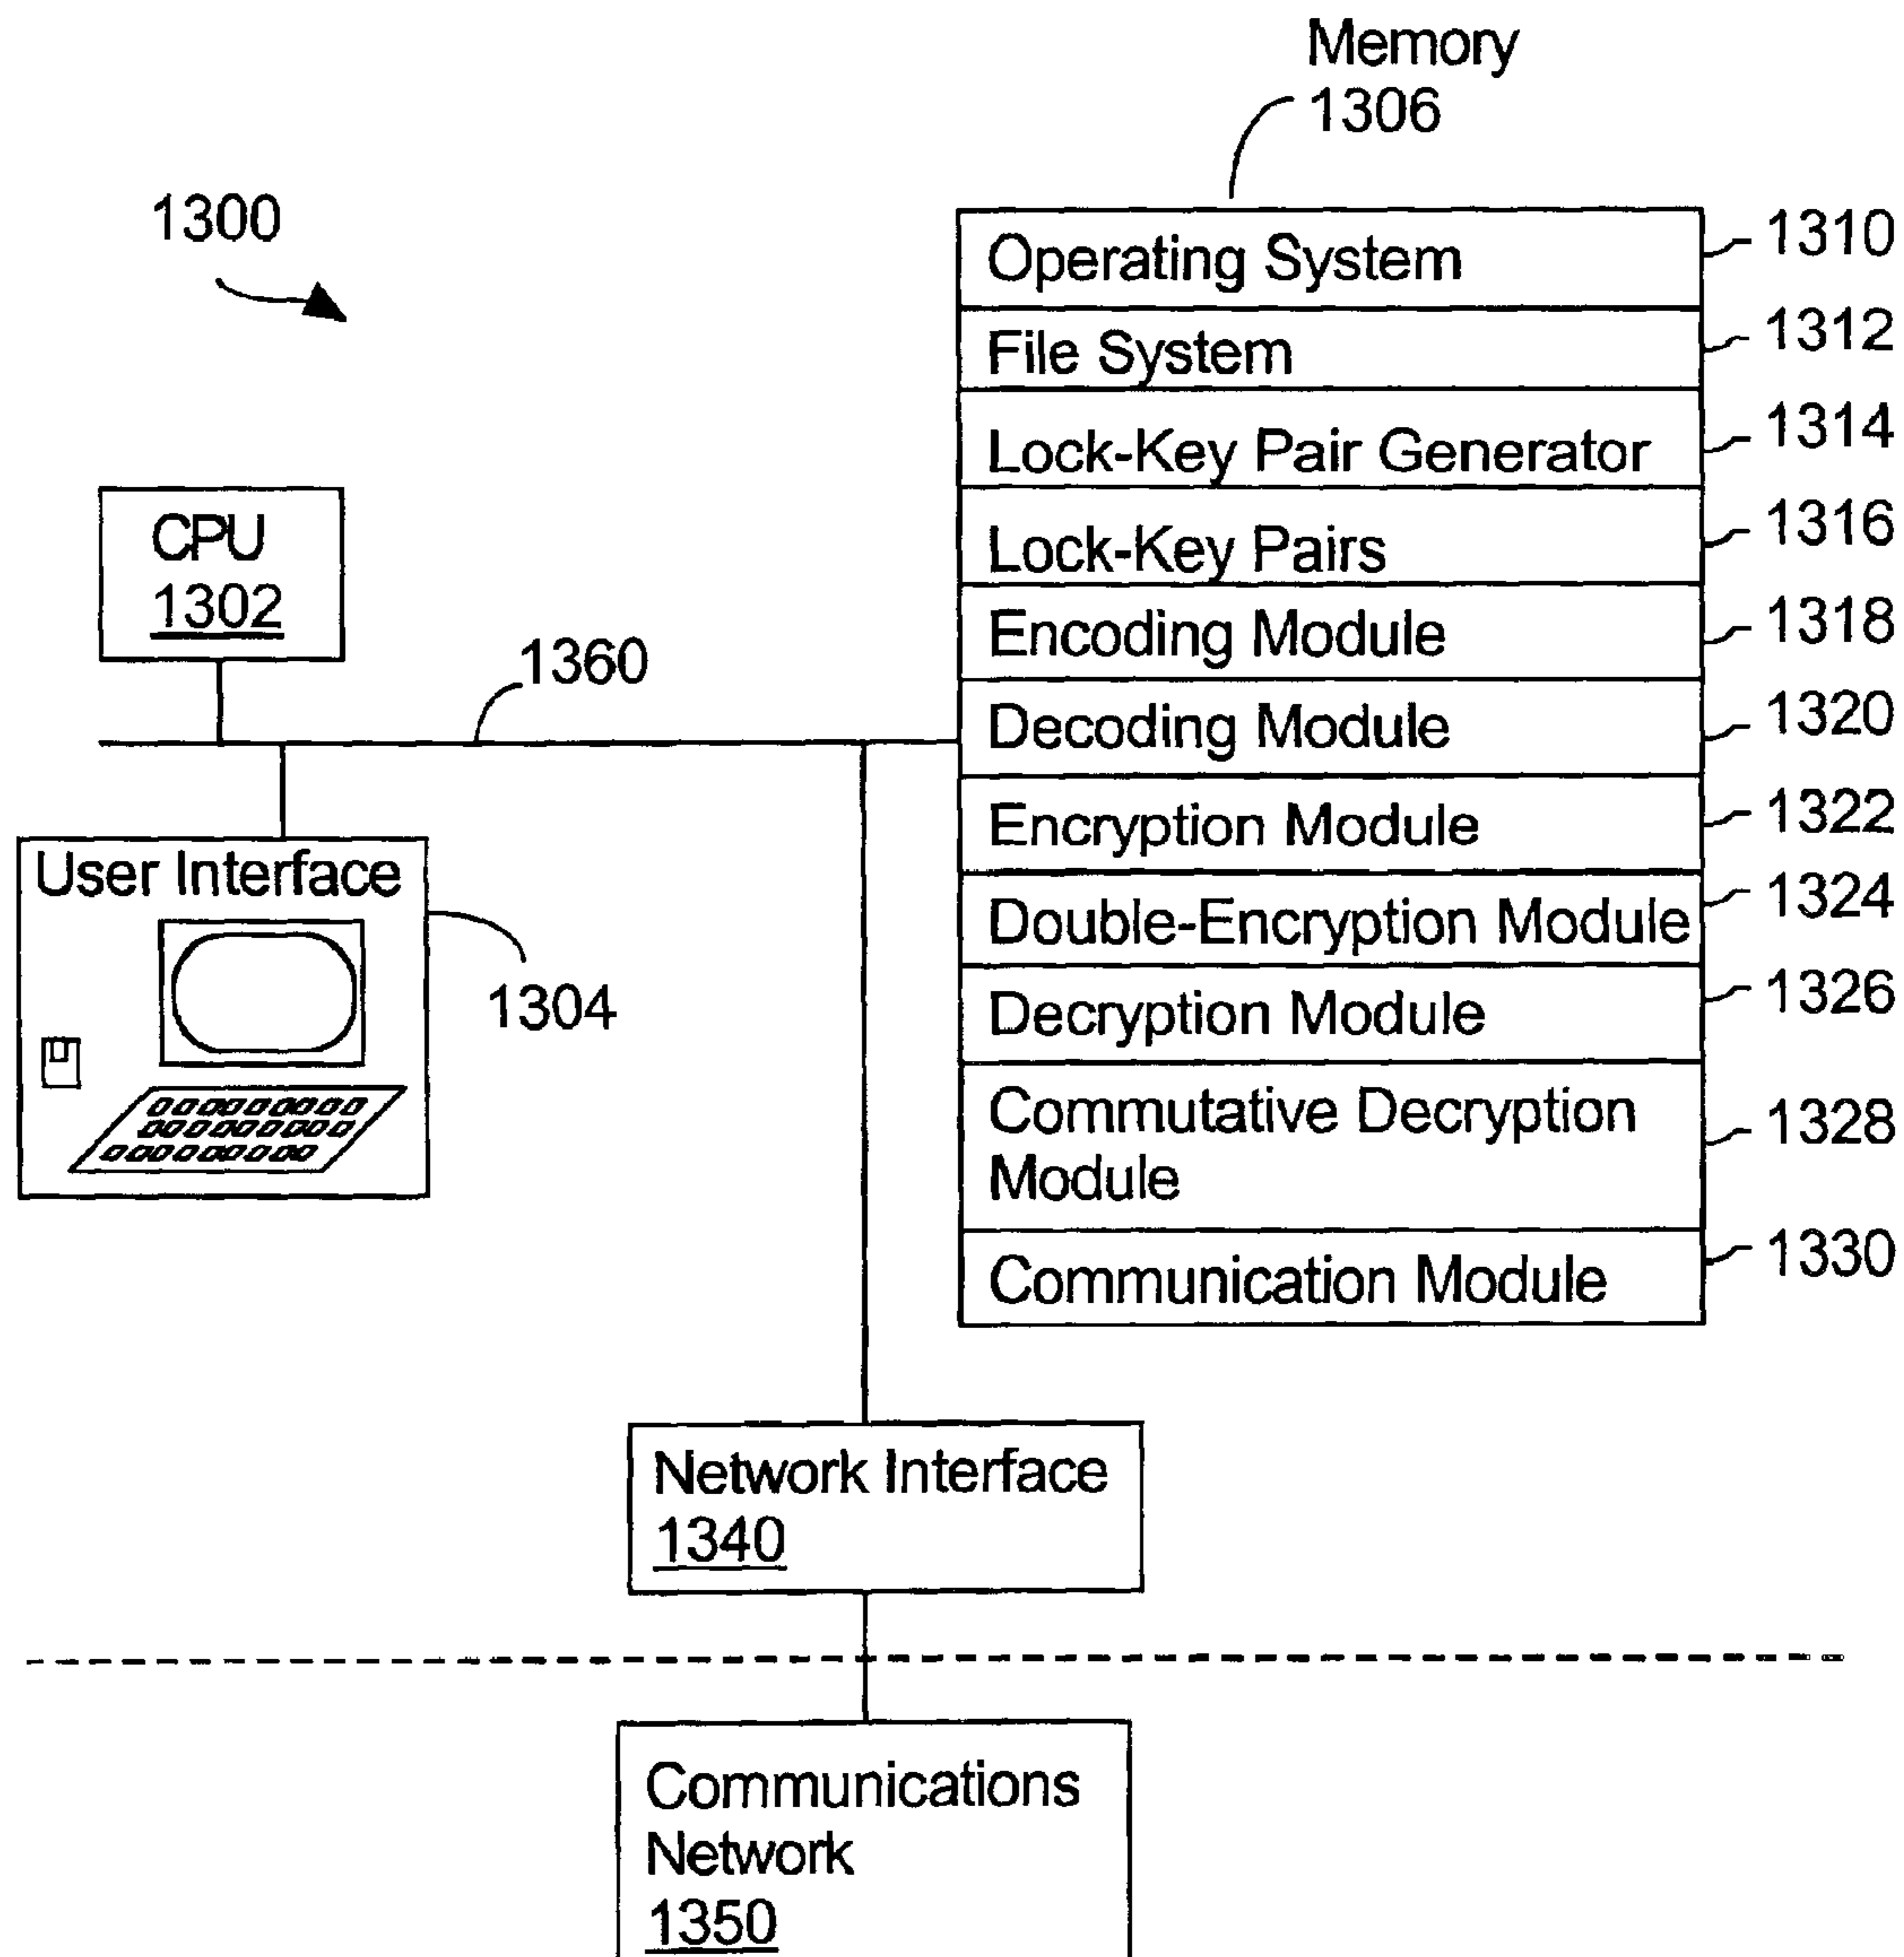 Memory
1306
1300
Operating System 1310
File System 1312
Lock-Key Pair Generator 1314
Lock-Key Pairs 1316
Encoding Module 1318
Decoding Module 1320
Encryption Module 1322
Double-Encryption Module 1324
Decryption Module 1326
Commutative Decryption
Module 1328
Communication Module 1330
CPU
1302
1360
User Interface
1304
Network Interface
1340
Communications
Network
1350